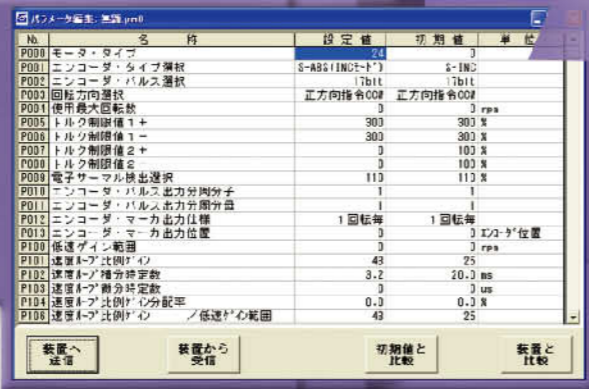 パラメータ編集: 無題.prm0
No. 名 称 設 定 値 初 期 値 単 位
P000 モータ・タイプ 24 0
P001 エンコーダ・タイプ選択 S-ABS(INCモード) S-INC
P002 エンコーダ・パルス選択 17bit 17bit
P003 回転方向選択 正方向指令CCW 正方向指令CCW
P004 使用最大回転数 0 0 rpm
P005 トルク制限値1+ 300 300 %
P006 トルク制限値1- 300 300 %
P007 トルク制限値2+ 0 100 %
P008 トルク制限値2- 0 100 %
P009 電子サーマル検出選択 110 110 %
P010 エンコーダ・パルス出力分周分子 1 1
P011 エンコーダ・パルス出力分周分母 1 1
P012 エンコーダ・マーカ出力仕様 1回転毎 1回転毎
P013 エンコーダ・マーカ出力位置 0 0 エンコーダ位置
P100 低速ゲイン範囲 0 0 rpm
P101 速度ループ比例ゲイン 43 25
P102 速度ループ積分時定数 3.2 20.0 ms
P103 速度ループ微分時定数 0 0 us
P104 速度ループ比例ゲイン分配率 0.0 0.0 %
P106 速度ループ比例ゲイン /低速ゲイン範囲 43 25
装置へ 装置から 初期値と 装置と
送信 受信 比較 比較